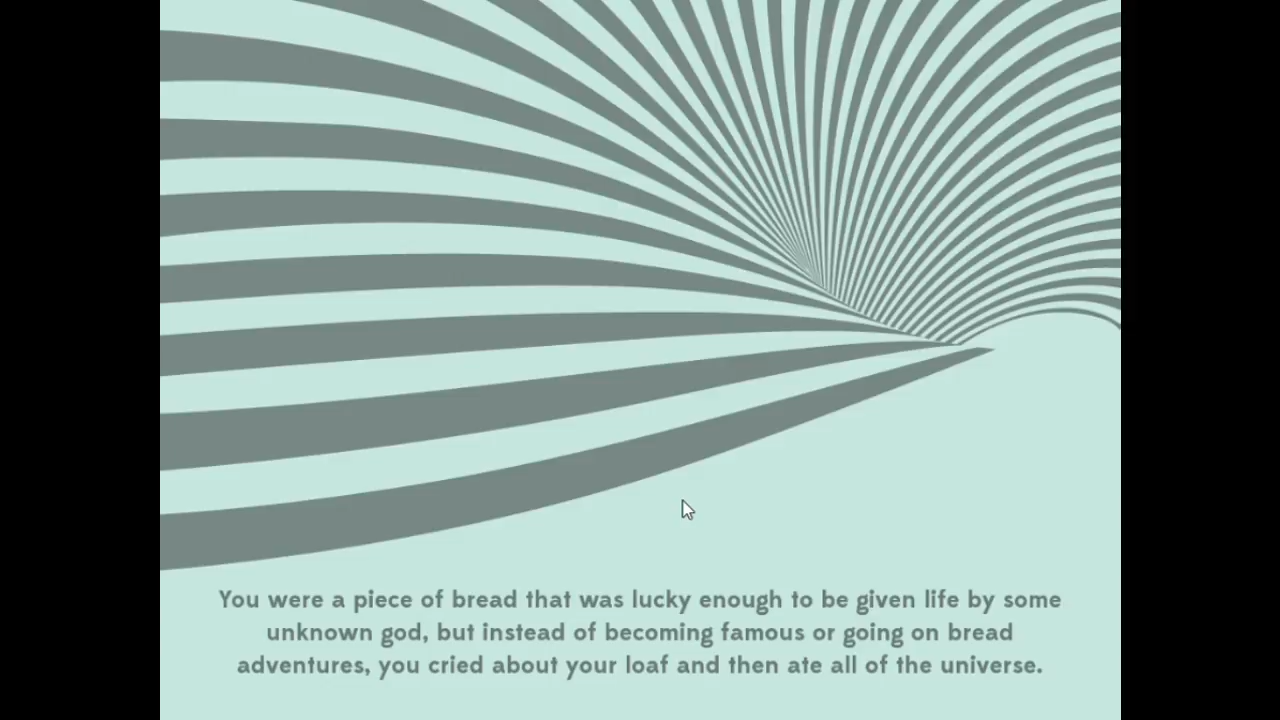 You were a piece of bread that was lucky enough to be given life by some
unknown god, but instead of becoming famous or going on bread
adventures, you cried about your loaf and then ate all of the universe.